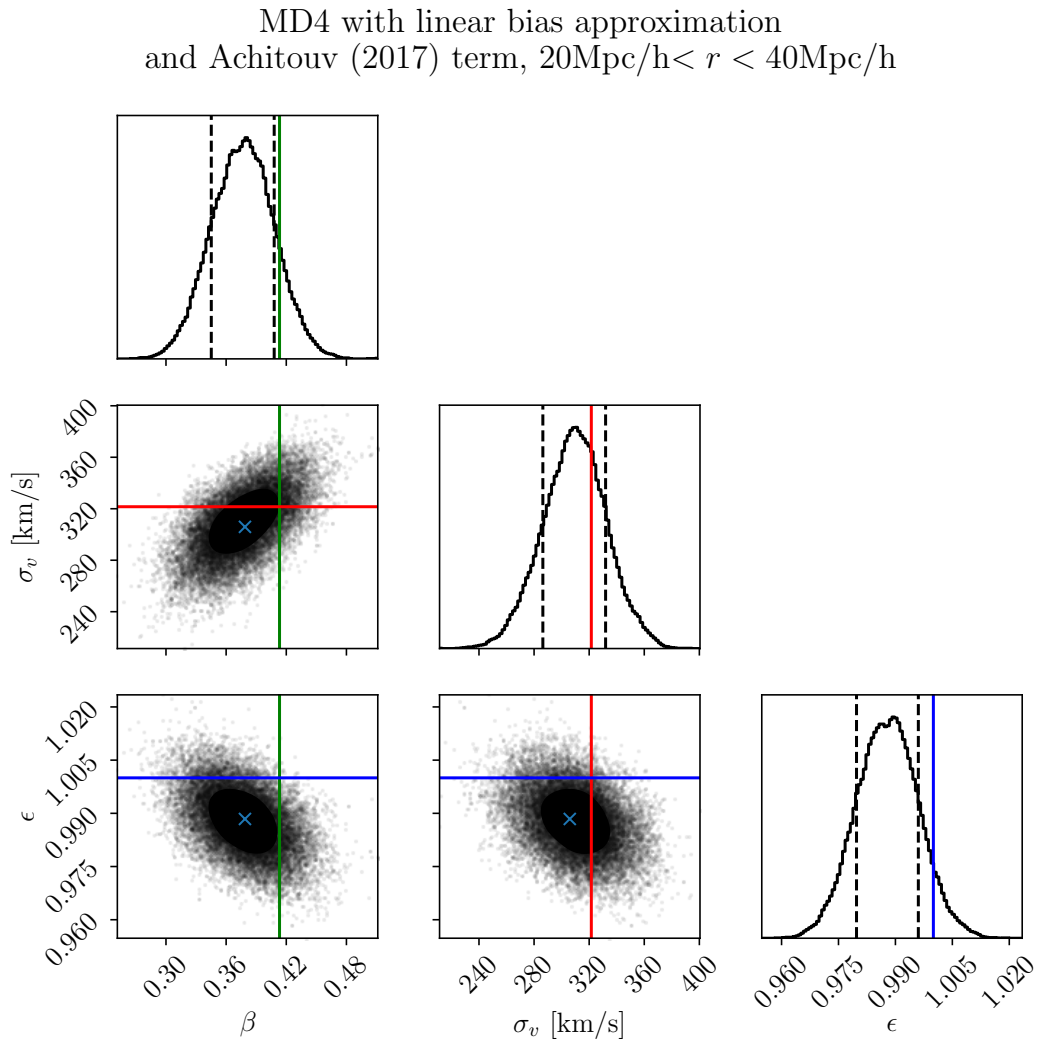 MD4 with linear bias approximation
and Achitouv (2017) term, 20Mpc/h< r < 40Mpc/h
400
360
320
280
240
σ_v [km/s]
1.020
1.005
0.990
0.975
0.960
ϵ
0.30 0.36 0.42 0.48
β
240 280 320 360 400
σ_v [km/s]
0.960 0.975 0.990 1.005 1.020
ϵ